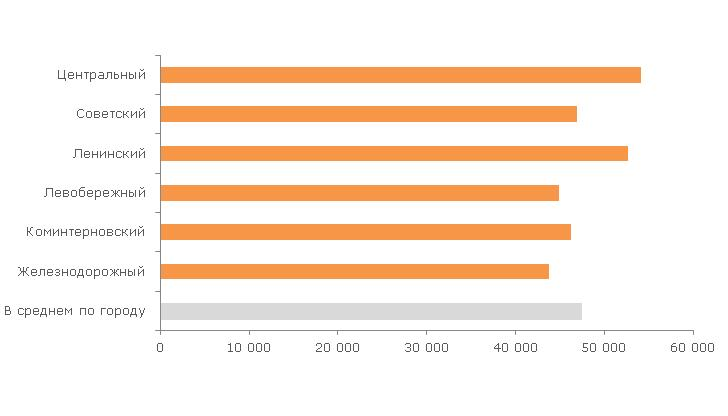 Центральный
Советский
Ленинский
Левобережный
Коминтерновский
Железнодорожный
В среднем по городу
0 10 000 20 000 30 000 40 000 50 000 60 000